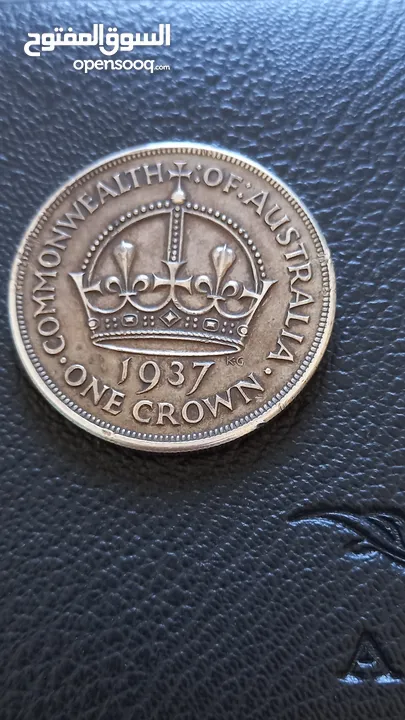 السوق المفتوح
opensooq.com
· COMMONWEALTH ✠ : OF · AUSTRALIA ·
1937 KG
ONE CROWN
A